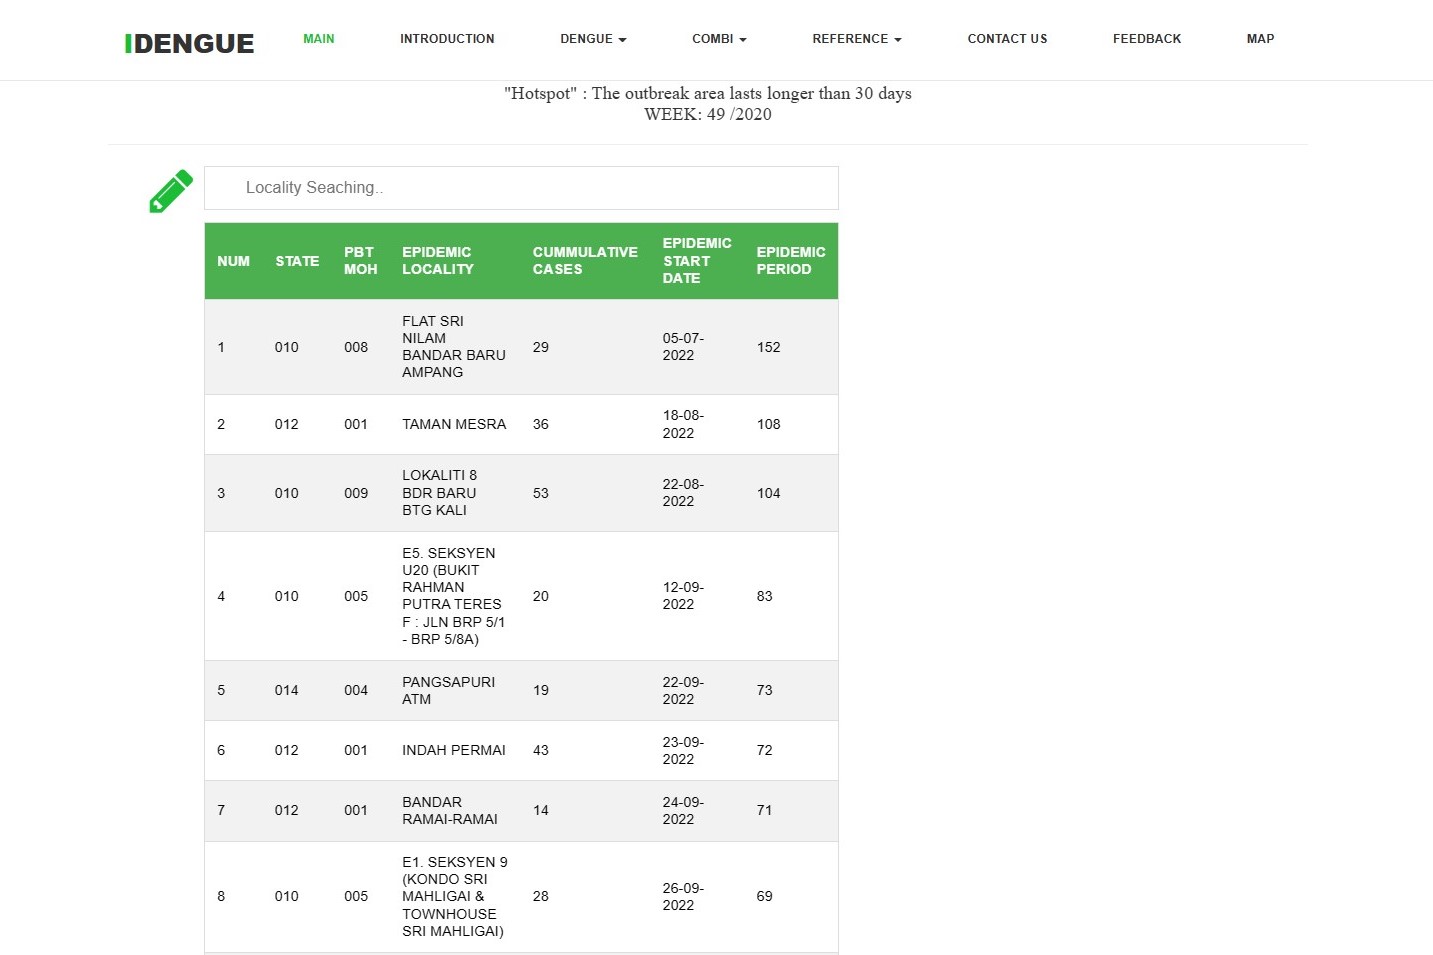 IDENGUE MAIN INTRODUCTION DENGUE COMBI REFERENCE CONTACT US FEEDBACK MAP
"Hotspot" : The outbreak area lasts longer than 30 days
WEEK: 49 /2020
Locality Seaching..
NUM STATE PBT MOH EPIDEMIC LOCALITY CUMMULATIVE CASES EPIDEMIC START DATE EPIDEMIC PERIOD
1 010 008 FLAT SRI NILAM BANDAR BARU AMPANG 29 05-07-2022 152
2 012 001 TAMAN MESRA 36 18-08-2022 108
3 010 009 LOKALITI 8 BDR BARU BTG KALI 53 22-08-2022 104
4 010 005 E5. SEKSYEN U20 (BUKIT RAHMAN PUTRA TERES F : JLN BRP 5/1 - BRP 5/8A) 20 12-09-2022 83
5 014 004 PANGSAPURI ATM 19 22-09-2022 73
6 012 001 INDAH PERMAI 43 23-09-2022 72
7 012 001 BANDAR RAMAI-RAMAI 14 24-09-2022 71
8 010 005 E1. SEKSYEN 9 (KONDO SRI MAHLIGAI & TOWNHOUSE SRI MAHLIGAI) 28 26-09-2022 69